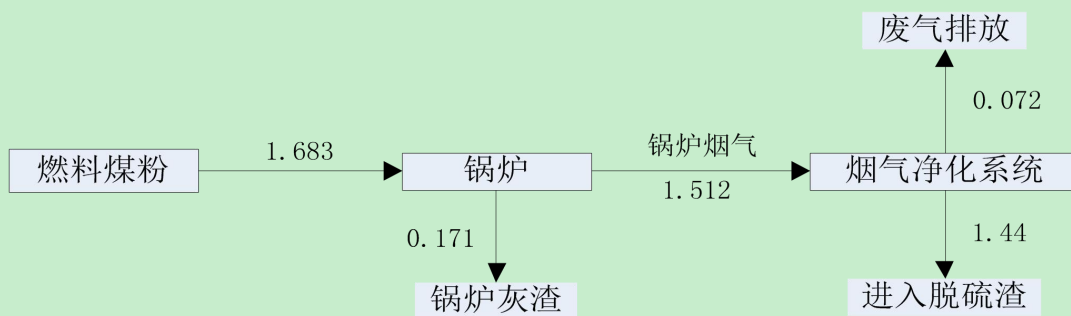 废气排放
0.072
燃料煤粉
1.683
锅炉
锅炉烟气
1.512
烟气净化系统
0.171
1.44
锅炉灰渣
进入脱硫渣